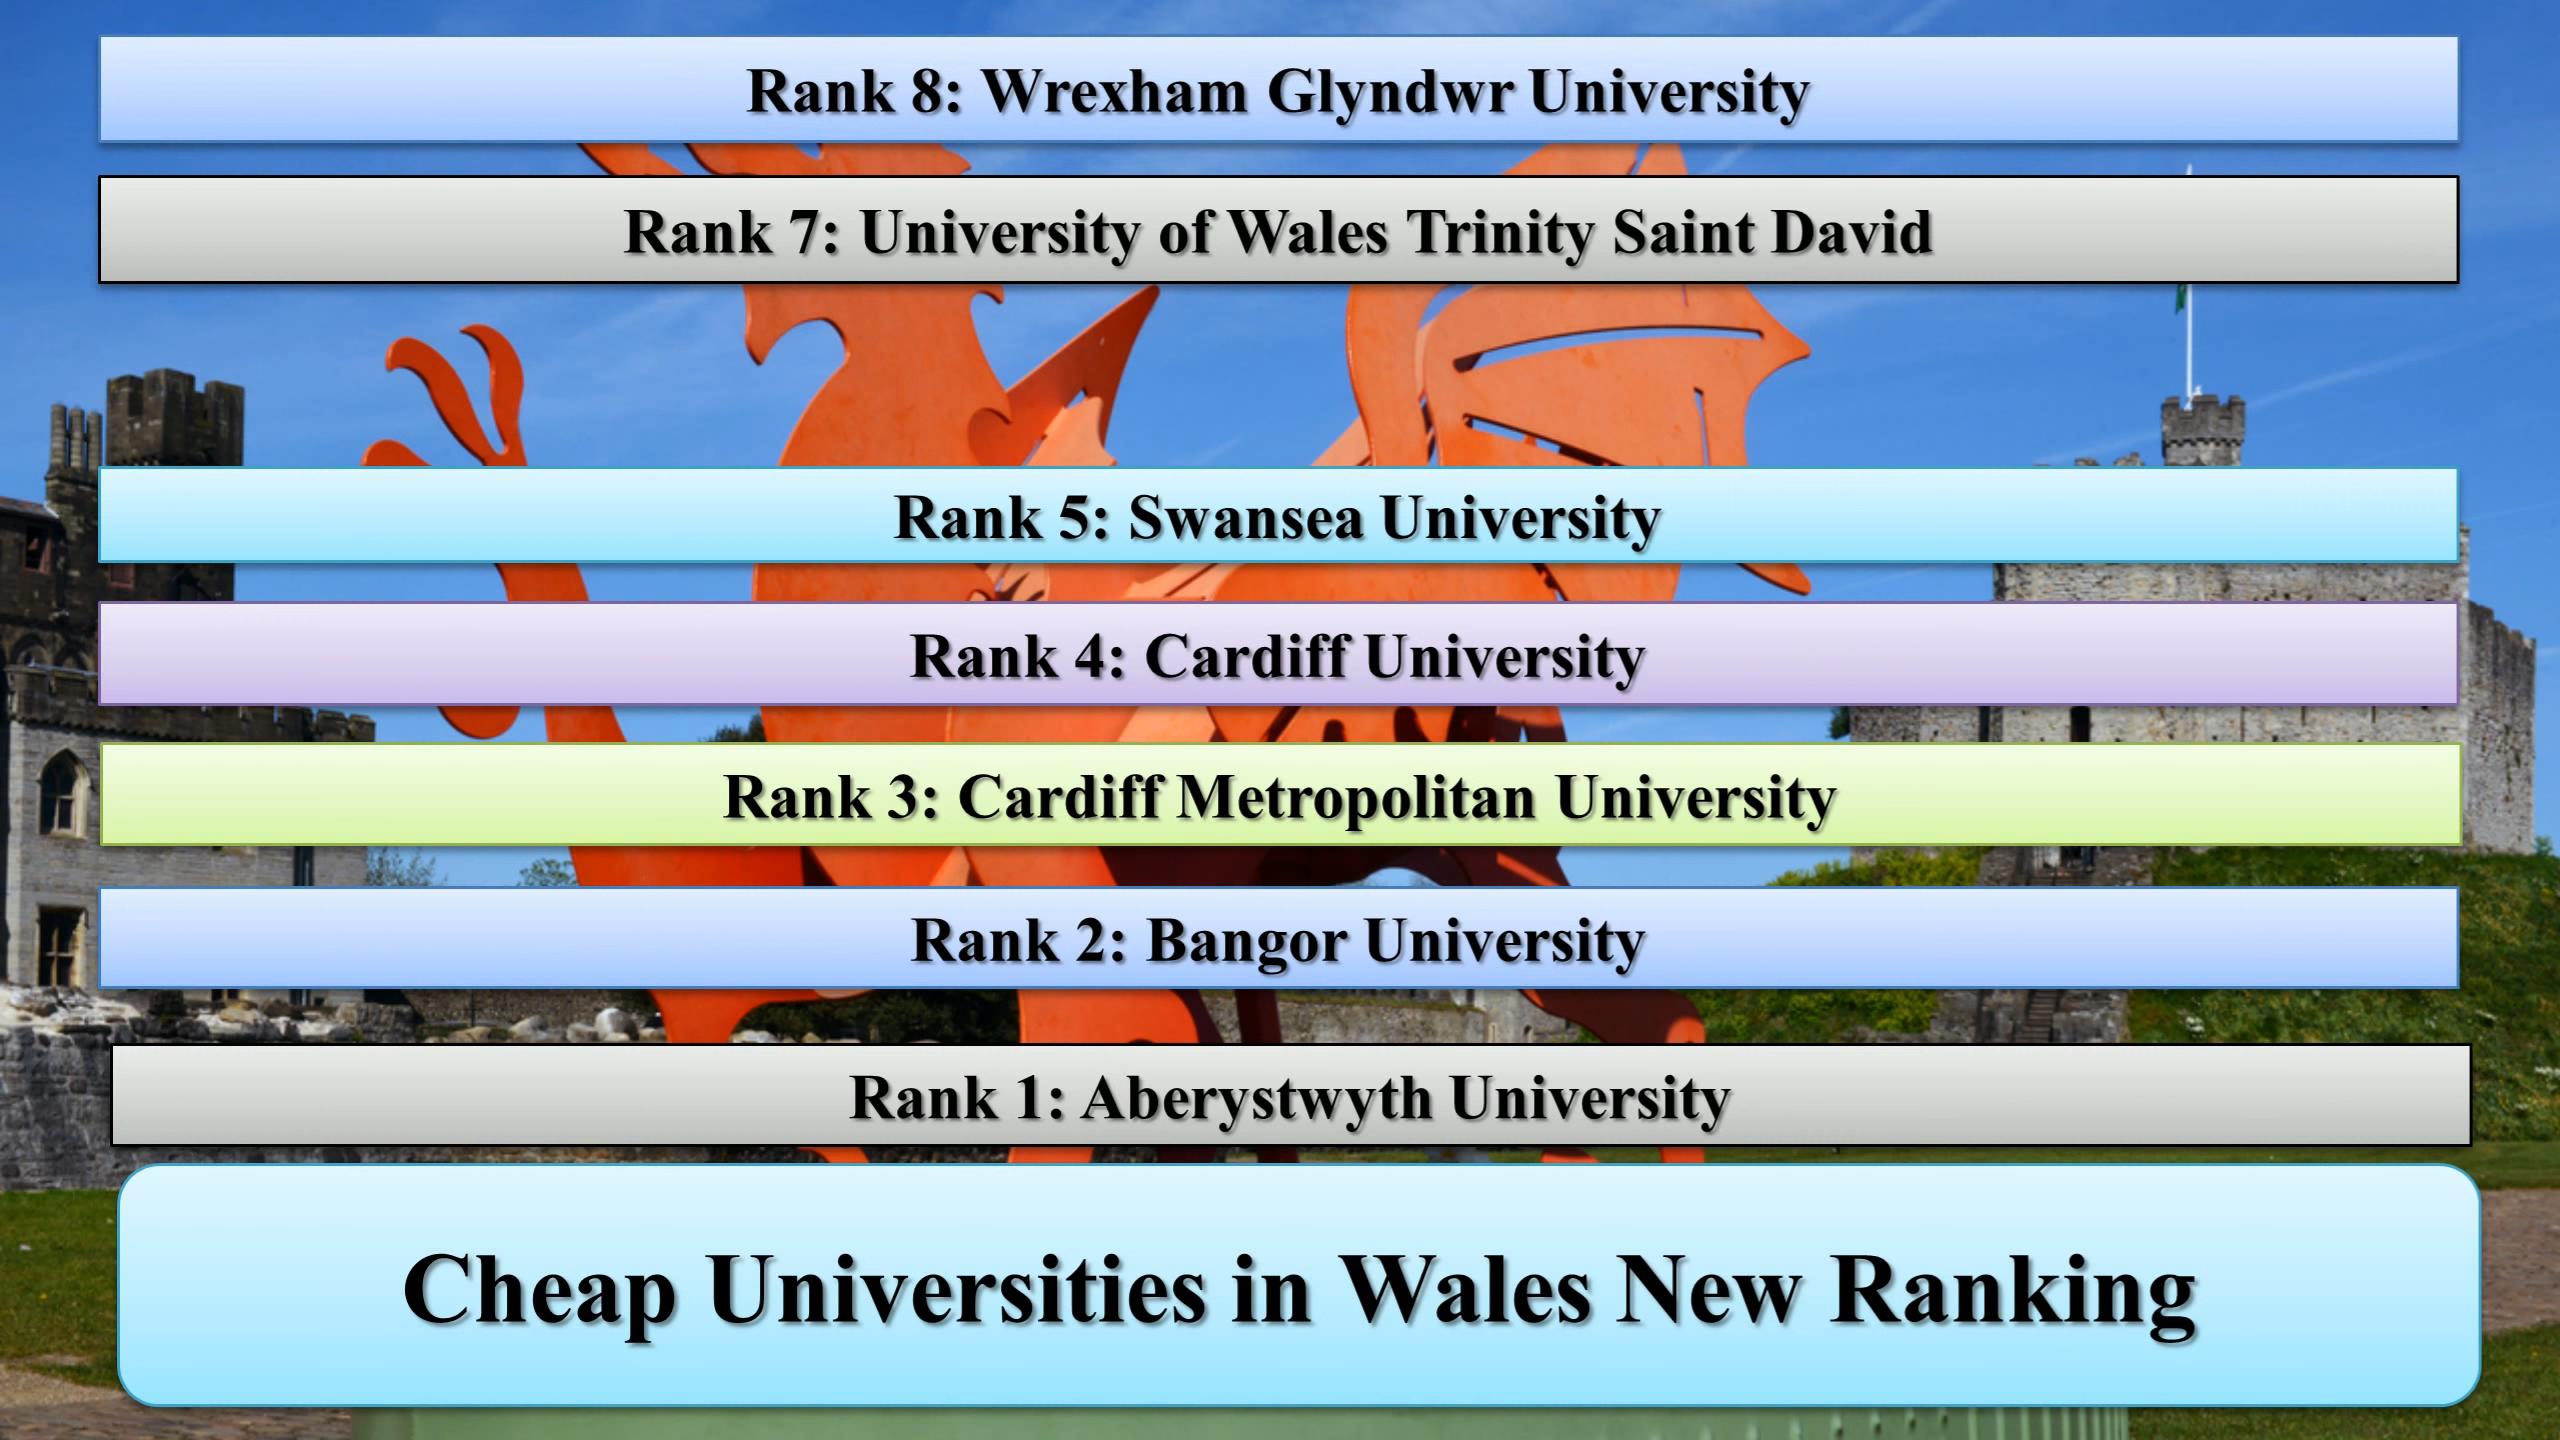 Rank 8: Wrexham Glyndwr University
Rank 7: University of Wales Trinity Saint David
Rank 5: Swansea University
Rank 4: Cardiff University
Rank 3: Cardiff Metropolitan University
Rank 2: Bangor University
Rank 1: Aberystwyth University
Cheap Universities in Wales New Ranking